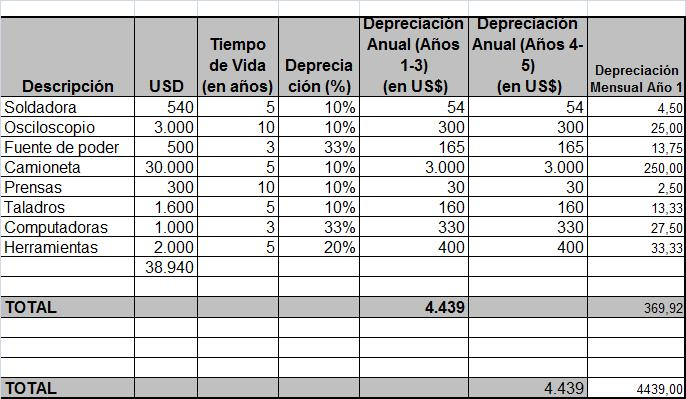 Descripción USD Tiempo de Vida (en años) Deprecia ción (%) Depreciación Anual (Años 1-3) (en US$) Depreciación Anual (Años 4-5) (en US$) Depreciación Mensual Año 1
Soldadora 540 5 10% 54 54 4,50
Osciloscopio 3.000 10 10% 300 300 25,00
Fuente de poder 500 3 33% 165 165 13,75
Camioneta 30.000 5 10% 3.000 3.000 250,00
Prensas 300 10 10% 30 30 2,50
Taladros 1.600 5 10% 160 160 13,33
Computadoras 1.000 3 33% 330 330 27,50
Herramientas 2.000 5 20% 400 400 33,33
38.940
TOTAL 4.439 369,92
TOTAL 4.439 4439,00